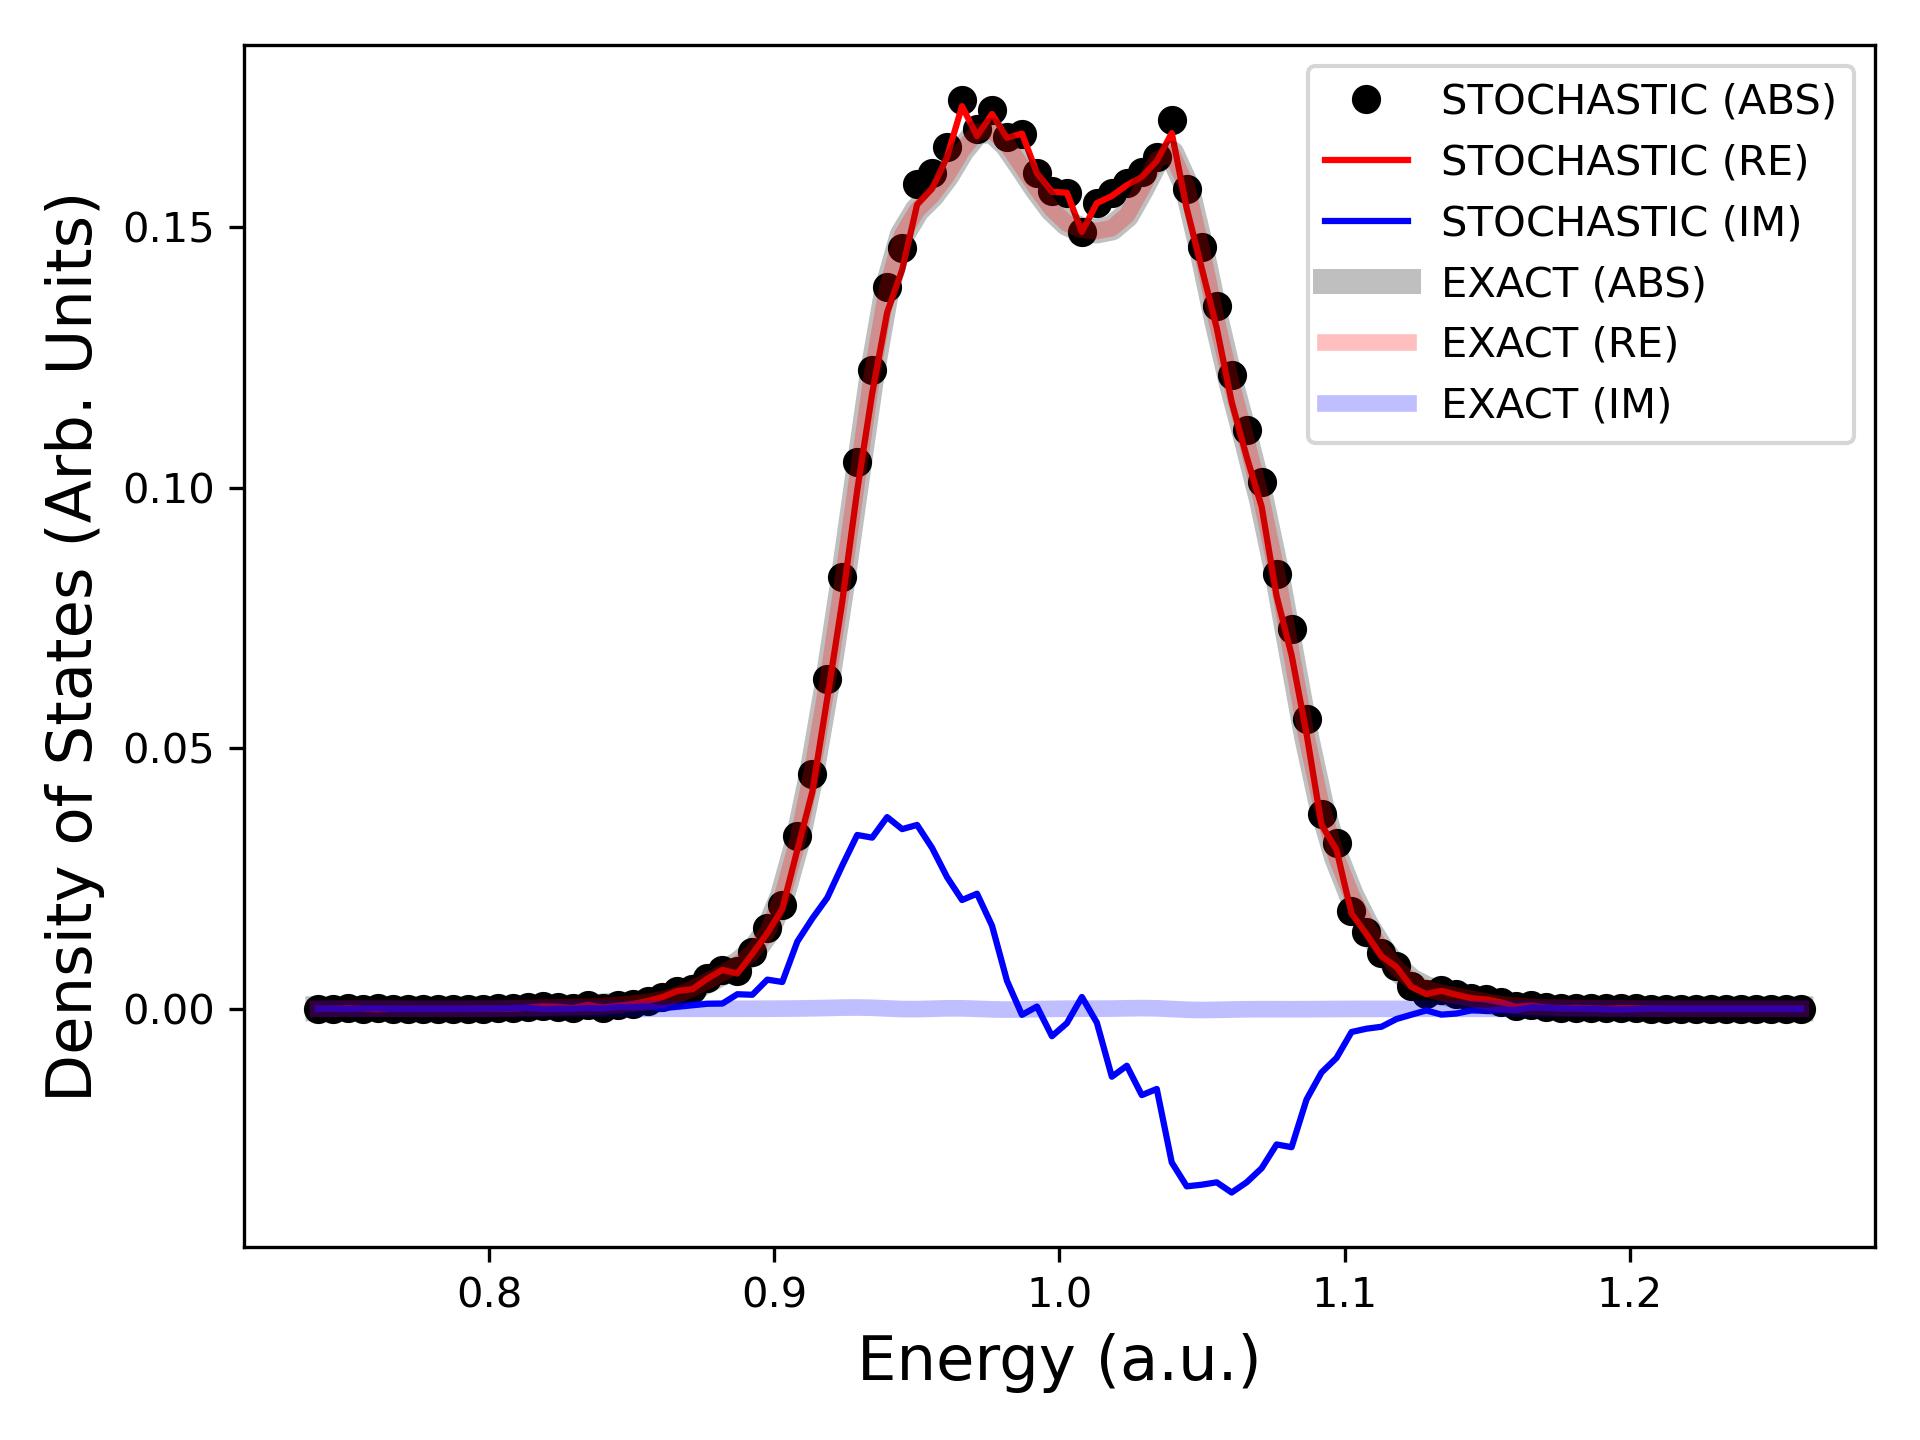 STOCHASTIC (ABS)
STOCHASTIC (RE)
STOCHASTIC (IM)
EXACT (ABS)
EXACT (RE)
EXACT (IM)
Density of States (Arb. Units)
0.15
0.10
0.05
0.00
0.8 0.9 1.0 1.1 1.2
Energy (a.u.)